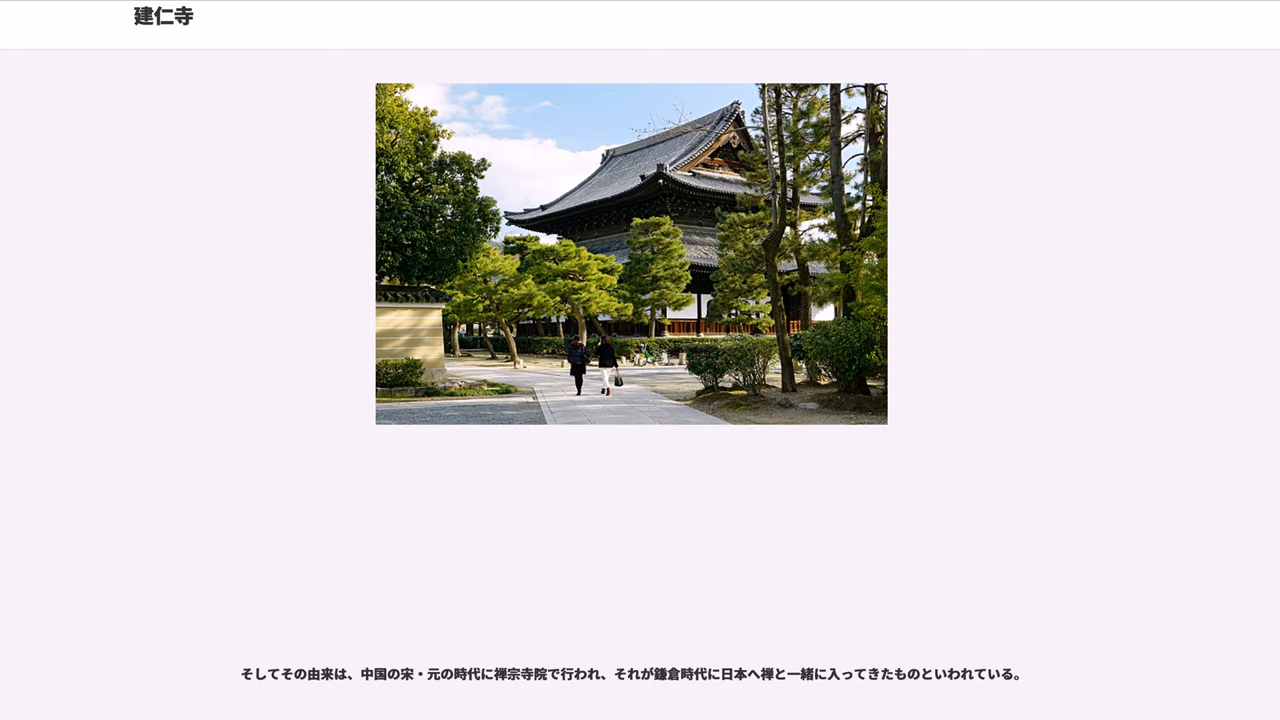 建仁寺
そしてその由来は、中国の宋・元の時代に禅宗寺院で行われ、それが鎌倉時代に日本へ禅と一緒に入ってきたものといわれている。